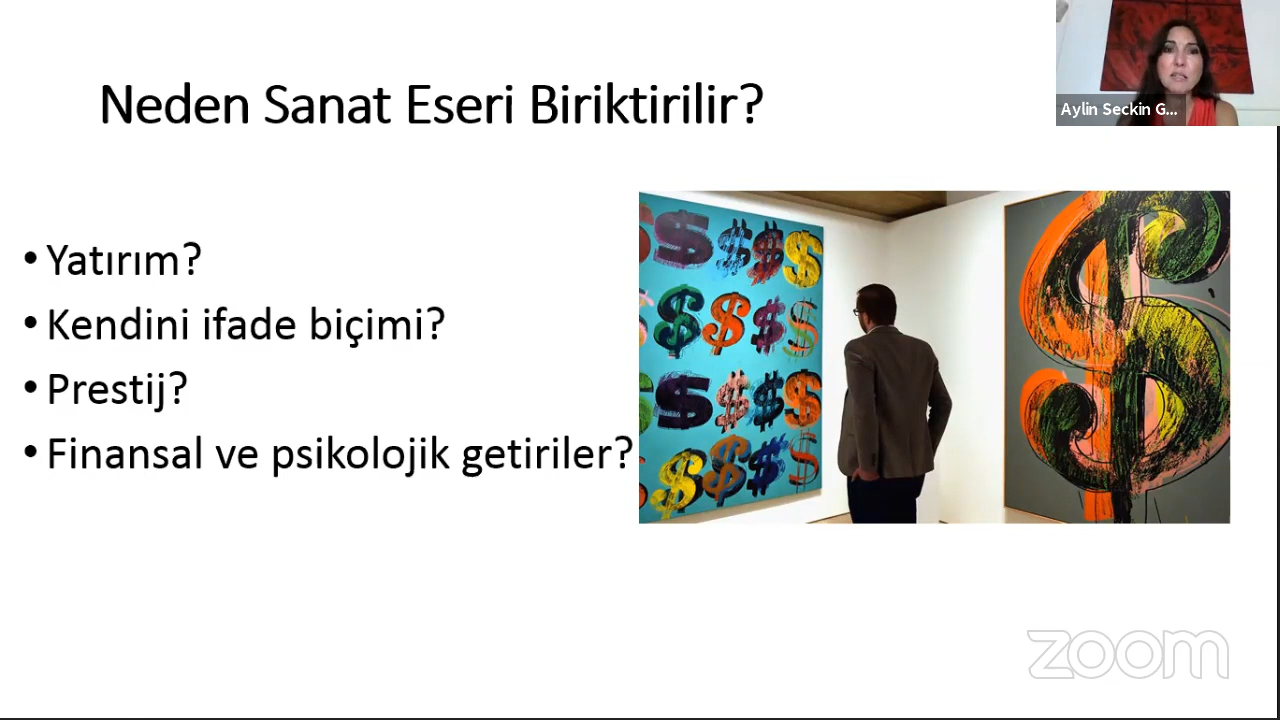 Neden Sanat Eseri Biriktirilir?
Aylin Seckin G...
• Yatırım?
• Kendini ifade biçimi?
• Prestij?
• Finansal ve psikolojik getiriler?
zoom